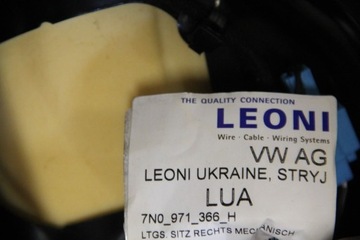 THE QUALITY CONNECTION
LEONI
Wire · Cable · Wiring Systems
VW AG
LEONI UKRAINE, STRYJ
LUA
7N0_971_366_H
LTGS. SITZ RECHTS MECHANISCH